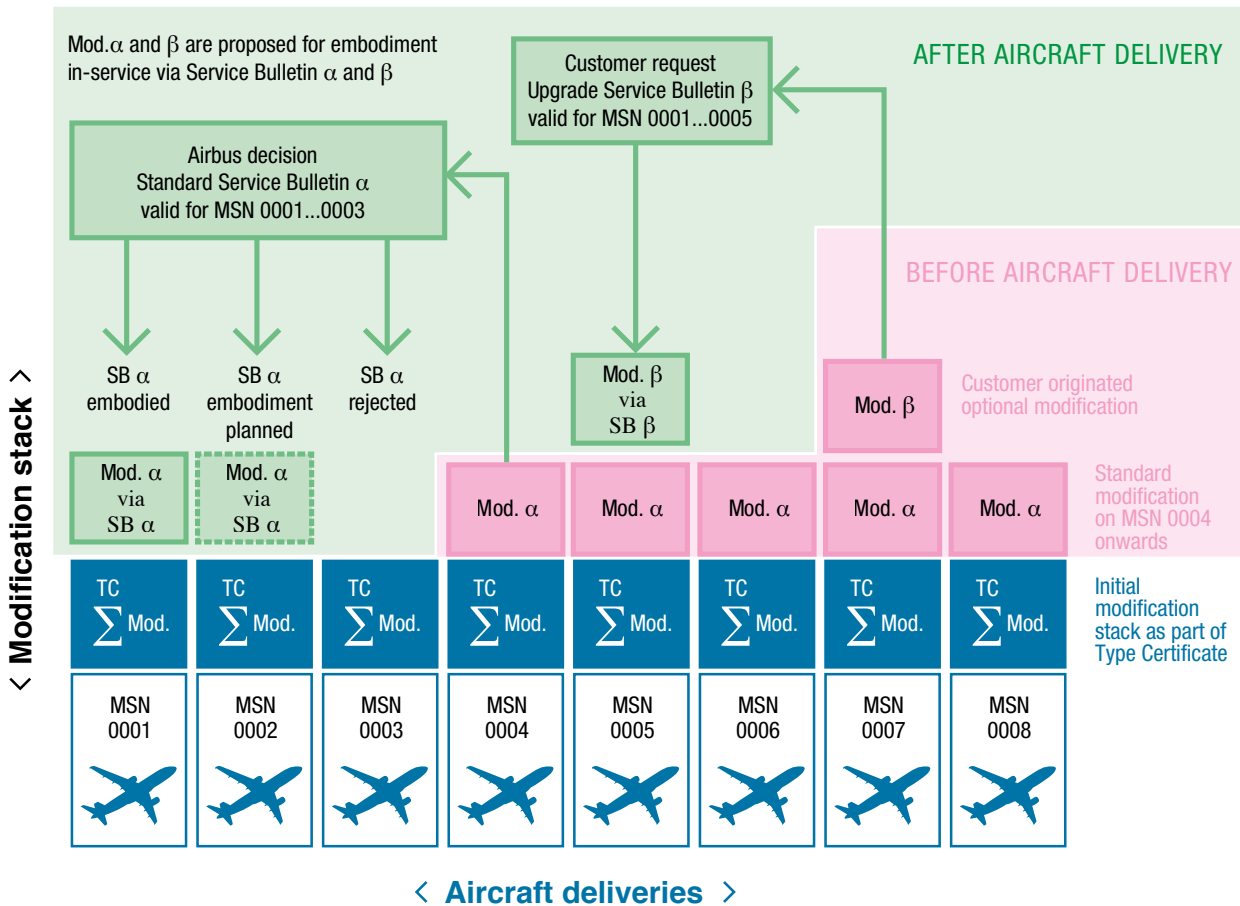 Mod.α and β are proposed for embodiment
in-service via Service Bulletin α and β
AFTER AIRCRAFT DELIVERY
Customer request
Upgrade Service Bulletin β
valid for MSN 0001...0005
Airbus decision
Standard Service Bulletin α
valid for MSN 0001...0003
BEFORE AIRCRAFT DELIVERY
SB α
embodied
SB α
embodiment
planned
SB α
rejected
Mod. β
via
SB β
Mod. β
Customer originated
optional modification
Mod. α
via
SB α
Mod. α
via
SB α
Mod. α
Mod. α
Mod. α
Mod. α
Mod. α
Standard
modification
on MSN 0004
onwards
TC
∑ Mod.
TC
∑ Mod.
TC
∑ Mod.
TC
∑ Mod.
TC
∑ Mod.
TC
∑ Mod.
TC
∑ Mod.
TC
∑ Mod.
Initial
modification
stack as part of
Type Certificate
MSN
0001
MSN
0002
MSN
0003
MSN
0004
MSN
0005
MSN
0006
MSN
0007
MSN
0008
< Modification stack >
< Aircraft deliveries >